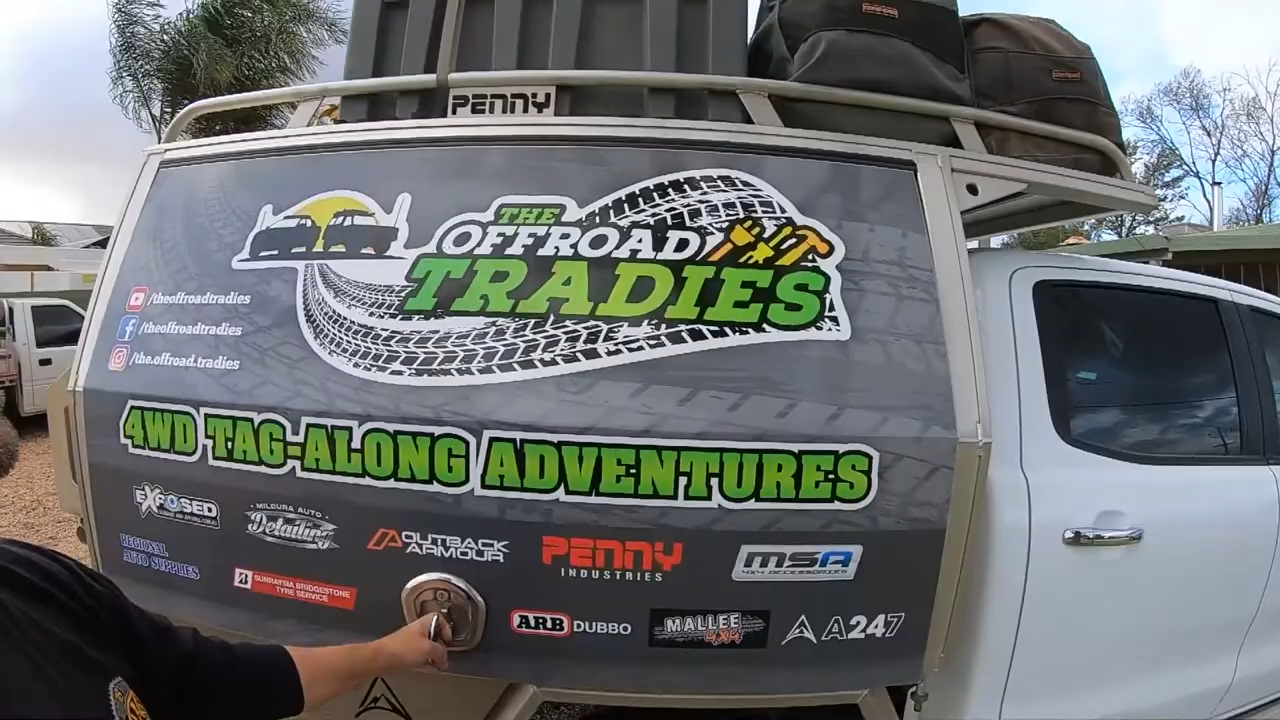 PENNY
THE
OFFROAD
TRADIES
/theoffroadtradies
/theoffroadtradies
/the.offroad.tradies
4WD TAG-ALONG ADVENTURES
EXPOSED
MILDURA AUTO
Detailing
OUTBACK
ARMOUR
PENNY
INDUSTRIES
MSA
4X4 ACCESSORIES
REGIONAL
AUTO SUPPLIES
SUNRAYSIA BRIDGESTONE
TYRE SERVICE
ARB DUBBO
MALLEE
4X4
A247